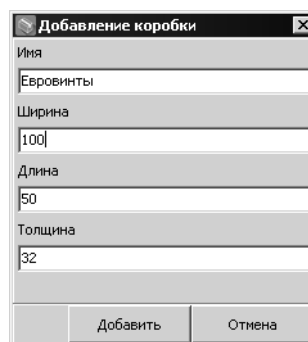 Добавление коробки
Имя
Евровинты
Ширина
100
Длина
50
Толщина
32
Добавить Отмена